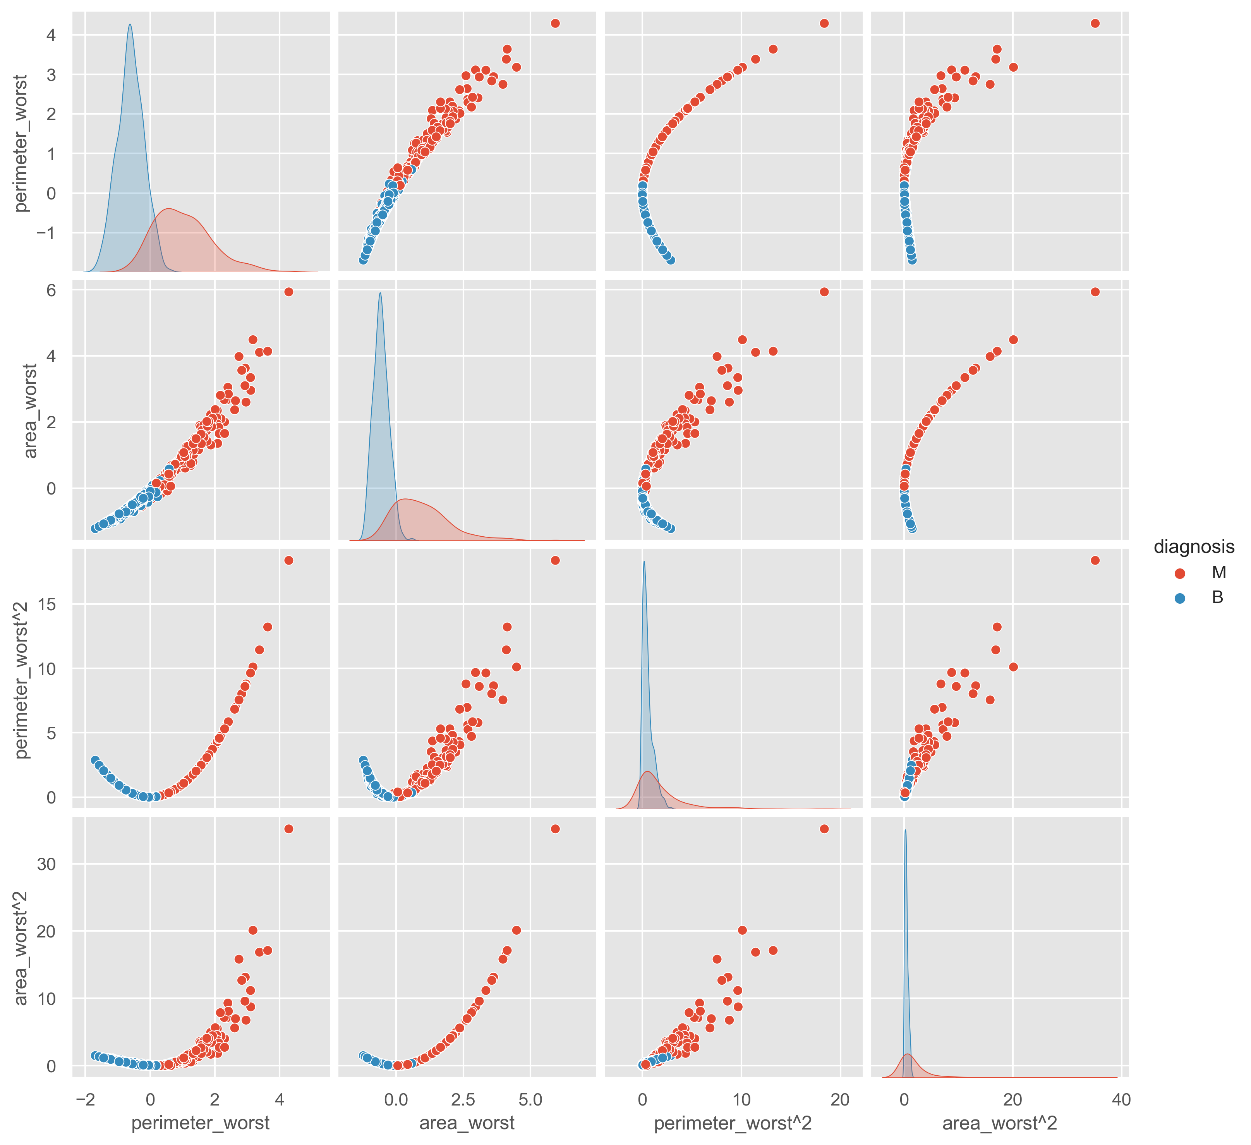 perimeter_worst
4
3
2
1
0
−1
area_worst
6
4
2
0
perimeter_worst^2
15
10
5
0
area_worst^2
30
20
10
0
−2 0 2 4
0.0 2.5 5.0
0 10 20
0 20 40
perimeter_worst
area_worst
perimeter_worst^2
area_worst^2
diagnosis
M
B